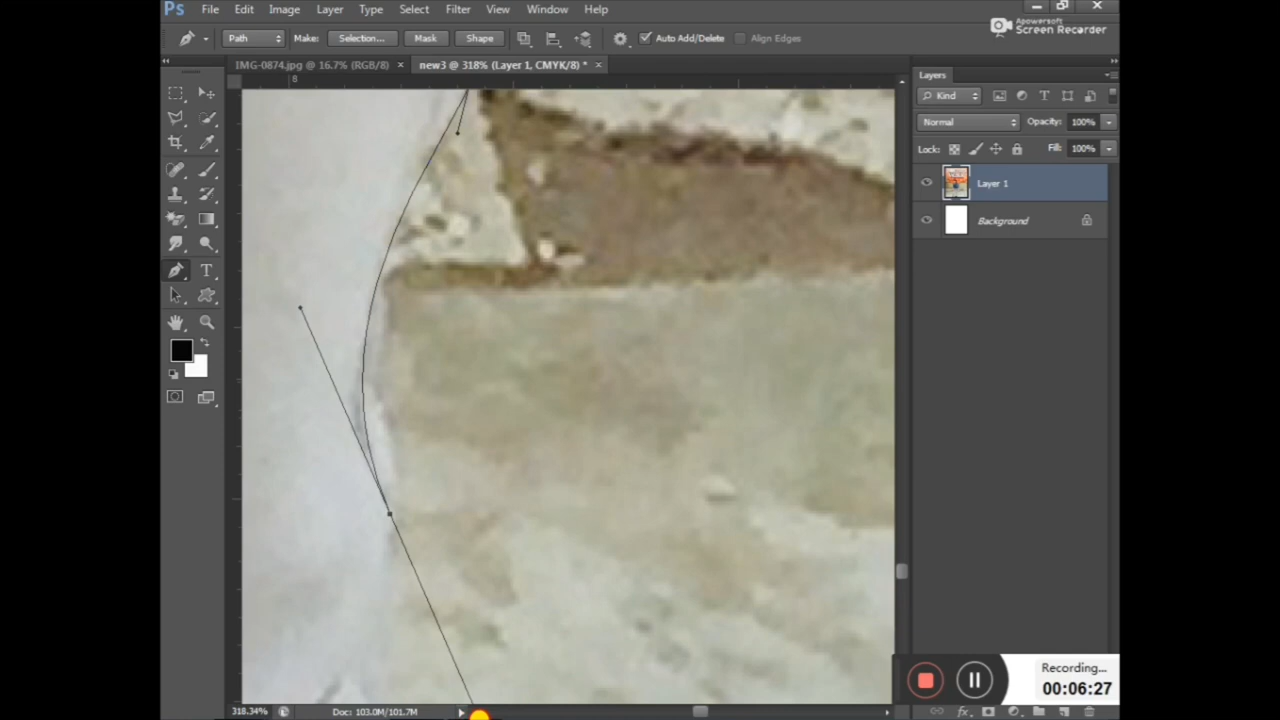 Ps File Edit Image Layer Type Select Filter View Window Help
Apowersoft
Screen Recorder
Path Make: Selection... Mask Shape Auto Add/Delete Align Edges
IMG-0874.jpg @ 16.7% (RGB/8) × new3 @ 318% (Layer 1, CMYK/8) * ×
8
Layers
Kind
Normal Opacity: 100%
Lock: Fill: 100%
Layer 1
Background
Recording...
00:06:27
318.34% Doc: 103.0M/101.7M